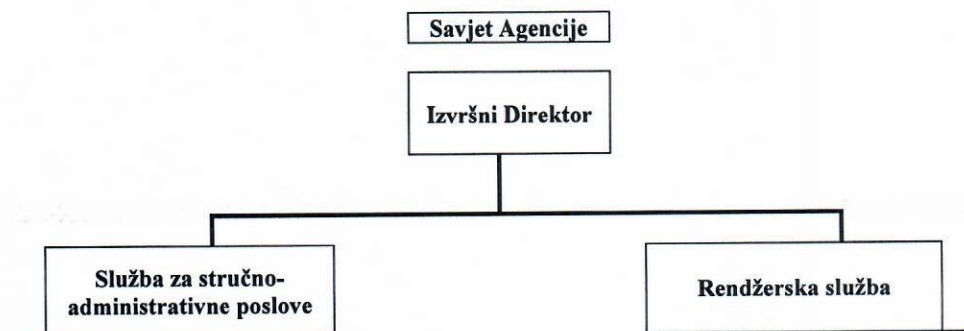 Savjet Agencije
Izvršni Direktor
Služba za stručno-
administrativne poslove
Rendžerska služba